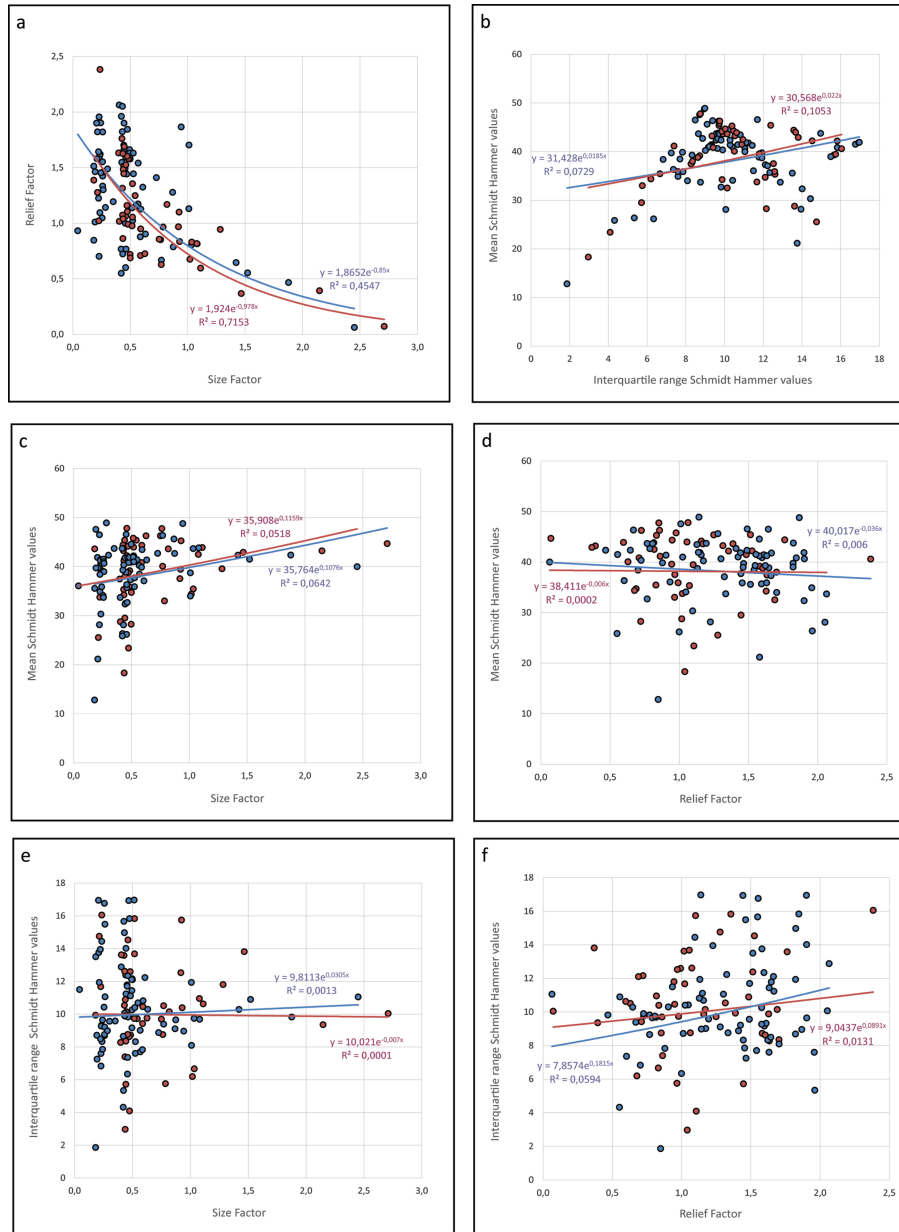 a
2,5
2,0
1,5
1,0
0,5
0,0
Relief Factor
y = 1,8652e-0,85x
R² = 0,4547
y = 1,924e-0,978x
R² = 0,7153
0,0 0,5 1,0 1,5 2,0 2,5 3,0
Size Factor
b
60
50
40
30
20
10
0
Mean Schmidt Hammer values
y = 30,568e0,022x
R² = 0,1053
y = 31,428e0,0185x
R² = 0,0729
0 2 4 6 8 10 12 14 16 18
Interquartile range Schmidt Hammer values
c
60
50
40
30
20
10
0
Mean Schmidt Hammer values
y = 35,908e0,1159x
R² = 0,0518
y = 35,764e0,1076x
R² = 0,0642
0,0 0,5 1,0 1,5 2,0 2,5 3,0
Size Factor
d
60
50
40
30
20
10
0
Mean Schmidt Hammer values
y = 40,017e-0,036x
R² = 0,006
y = 38,411e-0,006x
R² = 0,0002
0,0 0,5 1,0 1,5 2,0 2,5
Relief Factor
e
18
16
14
12
10
8
6
4
2
0
Interquartile range Schmidt Hammer values
y = 9,8113e0,0305x
R² = 0,0013
y = 10,021e-0,007x
R² = 0,0001
0,0 0,5 1,0 1,5 2,0 2,5 3,0
Size Factor
f
18
16
14
12
10
8
6
4
2
0
Interquartile range Schmidt Hammer values
y = 9,0437e0,0891x
R² = 0,0131
y = 7,8574e0,1815x
R² = 0,0594
0,0 0,5 1,0 1,5 2,0 2,5
Relief Factor